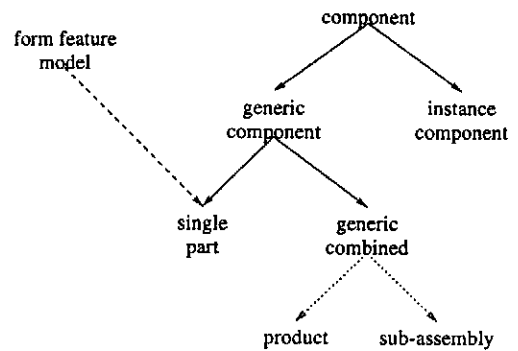 component
form feature
model
generic
component
instance
component
single
part
generic
combined
product
sub-assembly